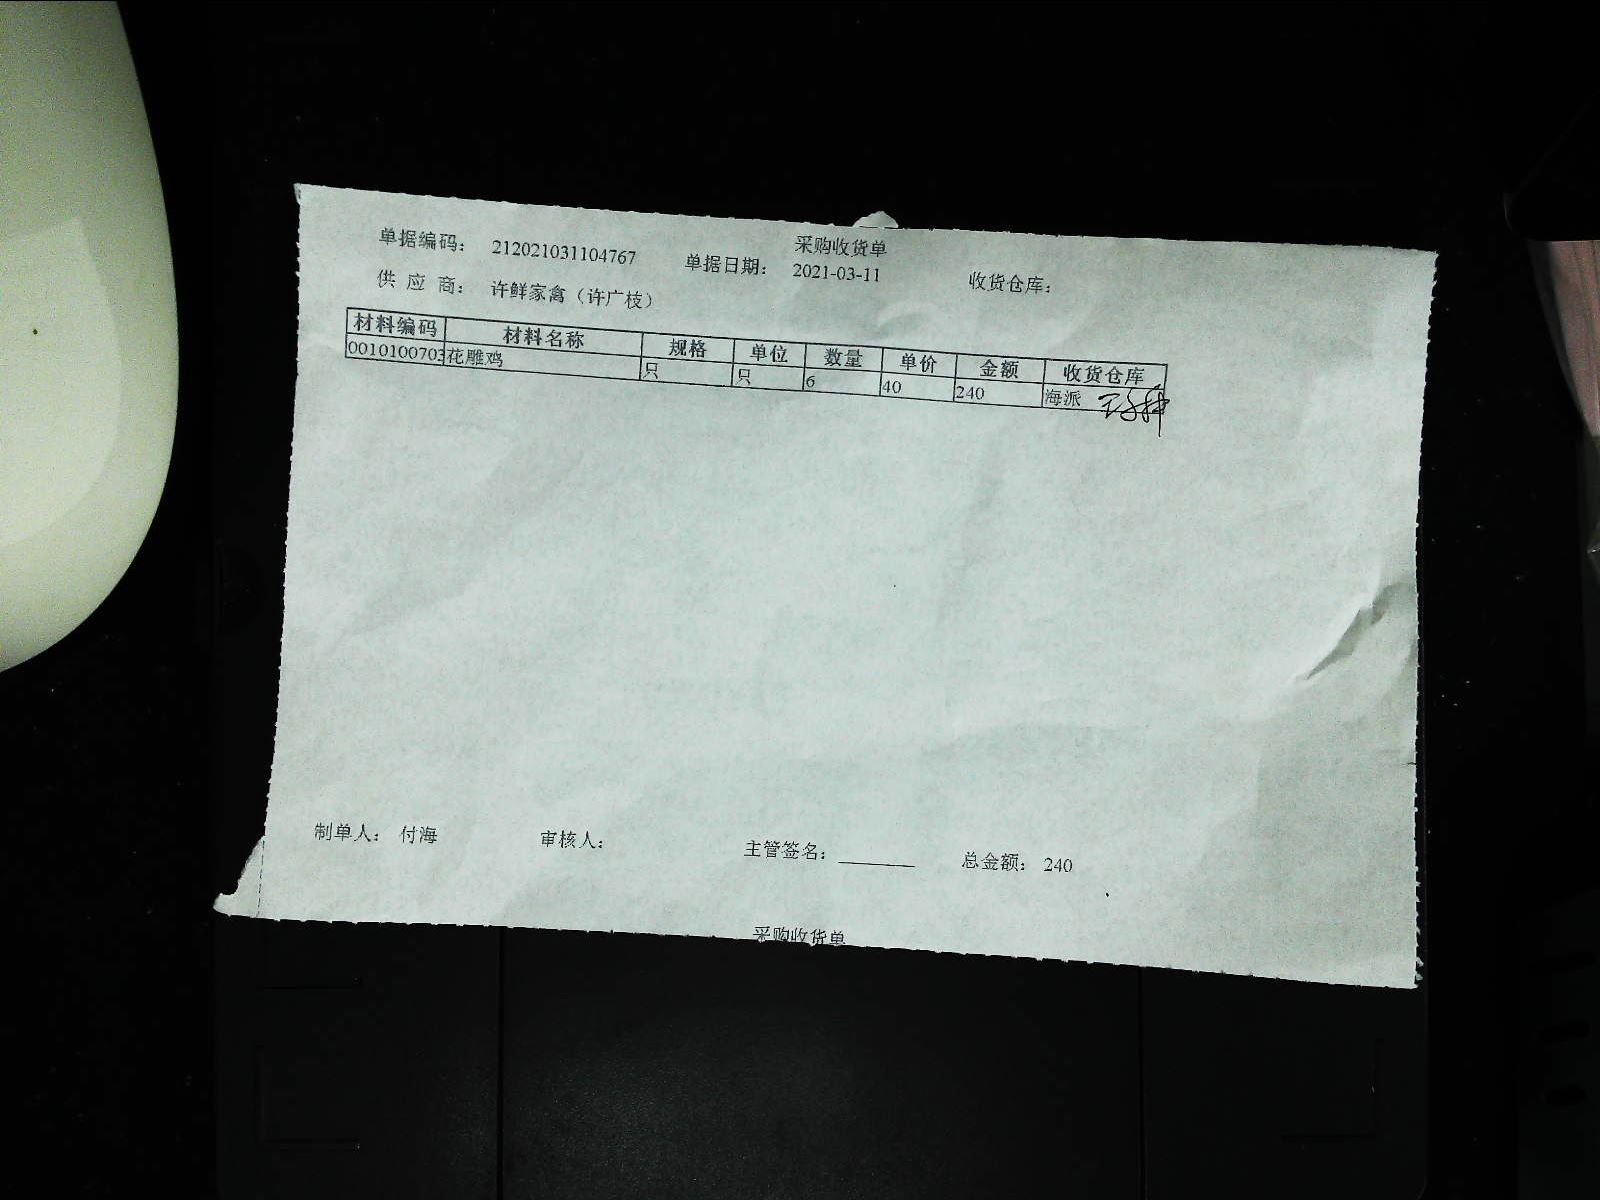 采购收货单
单据编码: 212021031104767 单据日期: 2021-03-11 收货仓库:
供 应 商: 许鲜家禽（许广枝）
材料编码 材料名称 规格 单位 数量 单价 金额 收货仓库
0010100703 花雕鸡 只 只 6 40 240 海派
制单人: 付海 审核人: 主管签名: ________ 总金额: 240
采购收货单